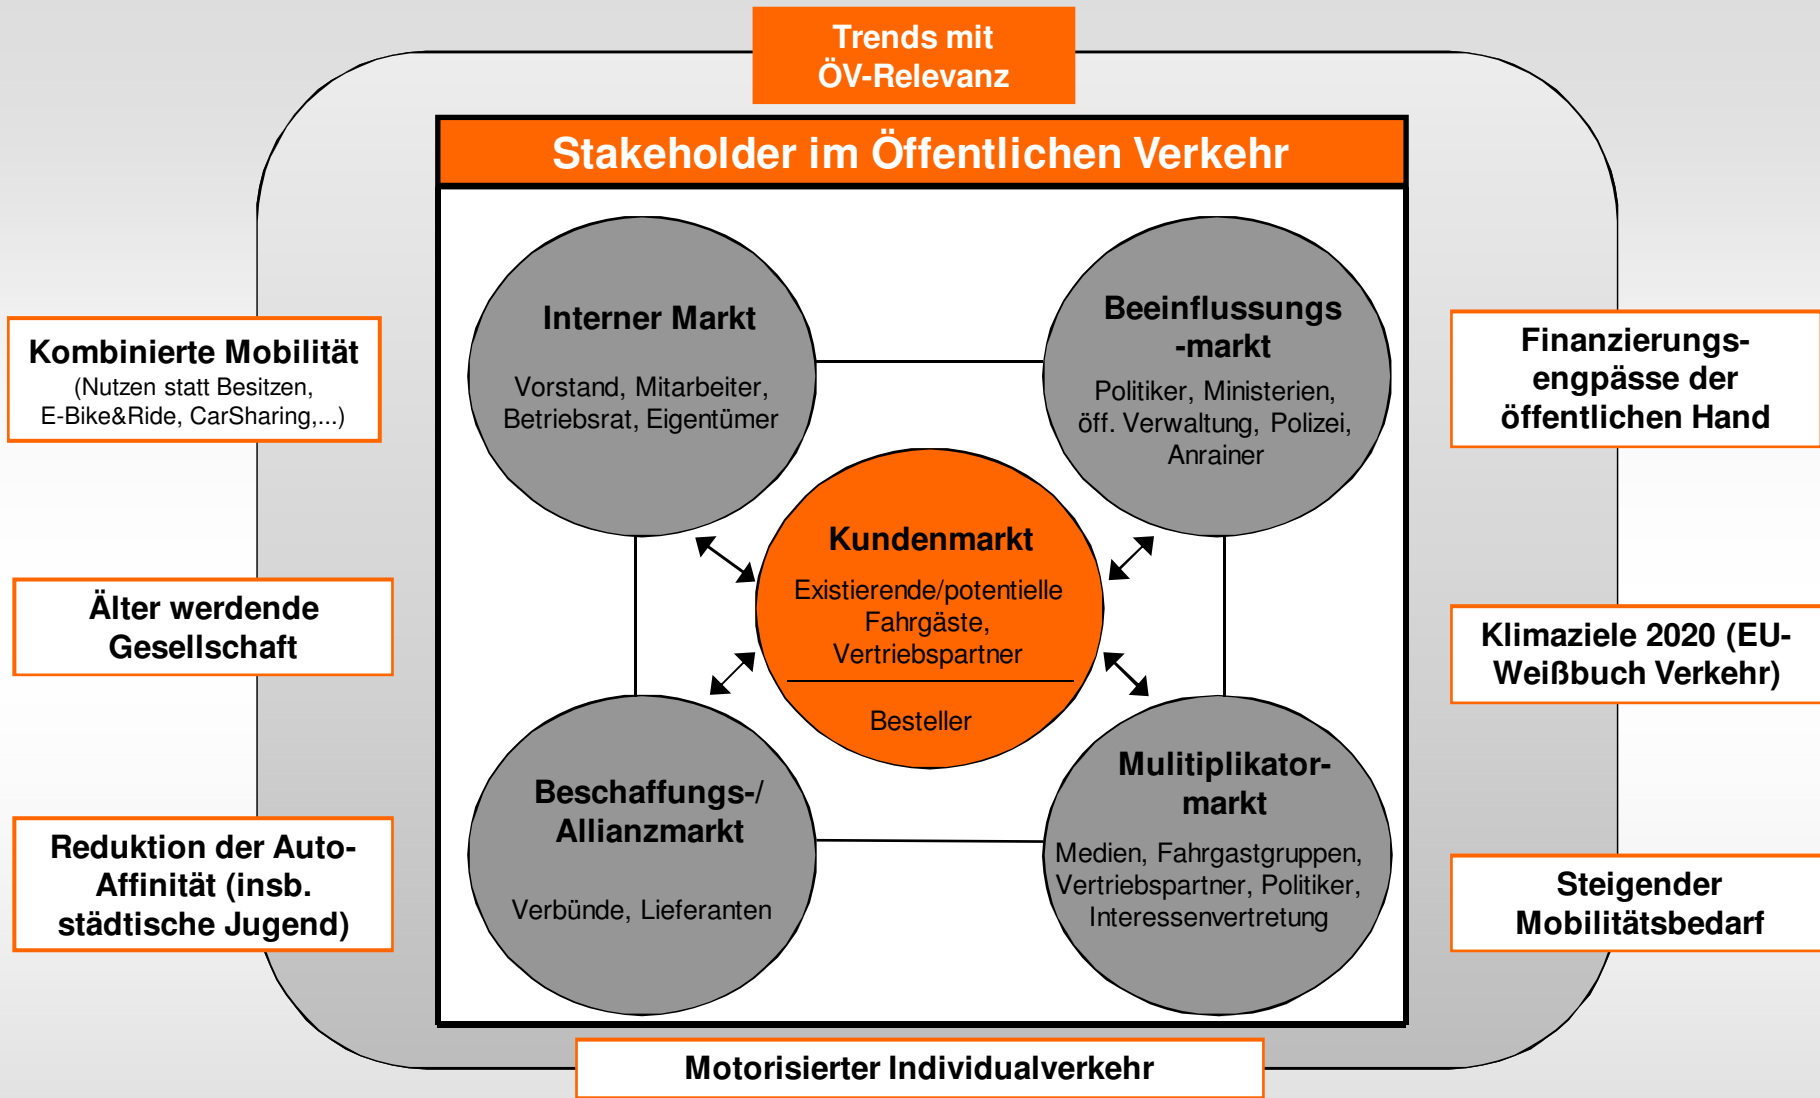 Trends mit
ÖV-Relevanz
Stakeholder im Öffentlichen Verkehr
Interner Markt
Vorstand, Mitarbeiter,
Betriebsrat, Eigentümer
Beeinflussungs
-markt
Politiker, Ministerien,
öff. Verwaltung, Polizei,
Anrainer
Kundenmarkt
Existierende/potentielle
Fahrgäste,
Vertriebspartner
Besteller
Beschaffungs-/
Allianzmarkt
Verbünde, Lieferanten
Mulitiplikator-
markt
Medien, Fahrgastgruppen,
Vertriebspartner, Politiker,
Interessenvertretung
Kombinierte Mobilität
(Nutzen statt Besitzen,
E-Bike&Ride, CarSharing,...)
Älter werdende
Gesellschaft
Reduktion der Auto-
Affinität (insb.
städtische Jugend)
Finanzierungs-
engpässe der
öffentlichen Hand
Klimaziele 2020 (EU-
Weißbuch Verkehr)
Steigender
Mobilitätsbedarf
Motorisierter Individualverkehr